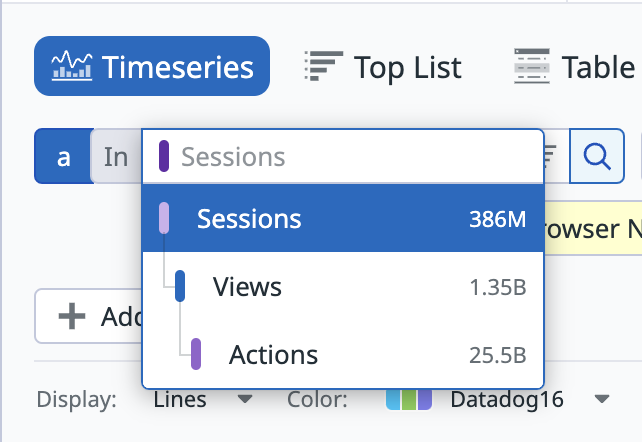 Timeseries Top List Table
a In Sessions
Sessions 386M
rowser N
Views 1.35B
Add
Actions 25.5B
Display: Lines Color: Datadog16